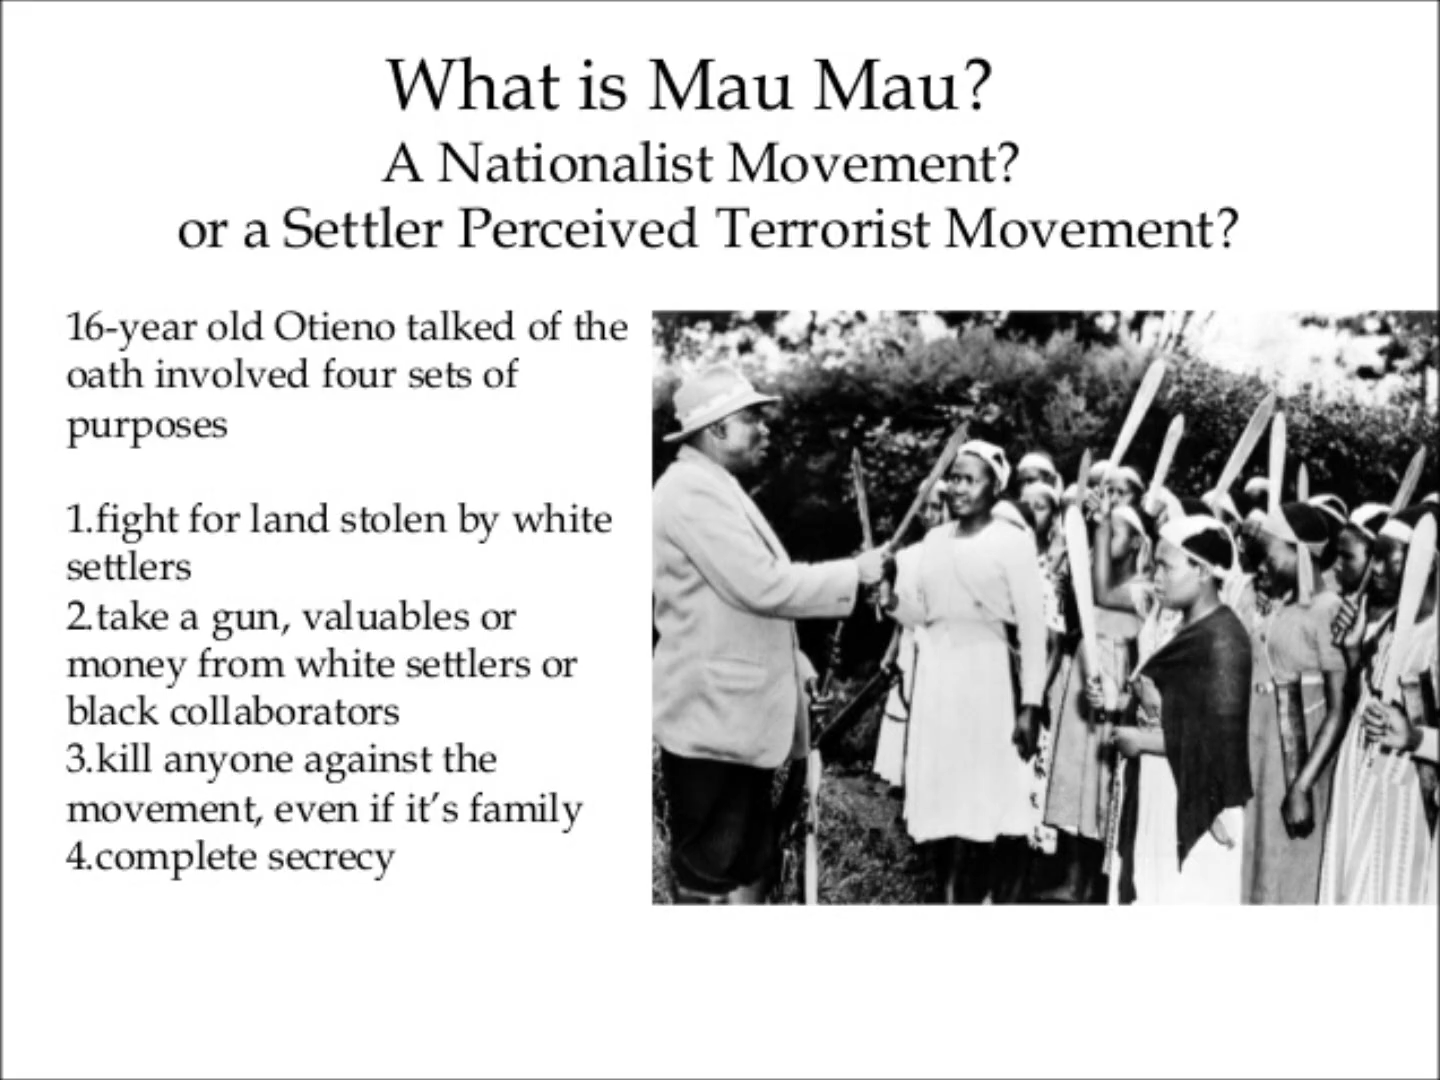 What is Mau Mau?
A Nationalist Movement?
or a Settler Perceived Terrorist Movement?
16-year old Otieno talked of the
oath involved four sets of
purposes
1.fight for land stolen by white
settlers
2.take a gun, valuables or
money from white settlers or
black collaborators
3.kill anyone against the
movement, even if it’s family
4.complete secrecy